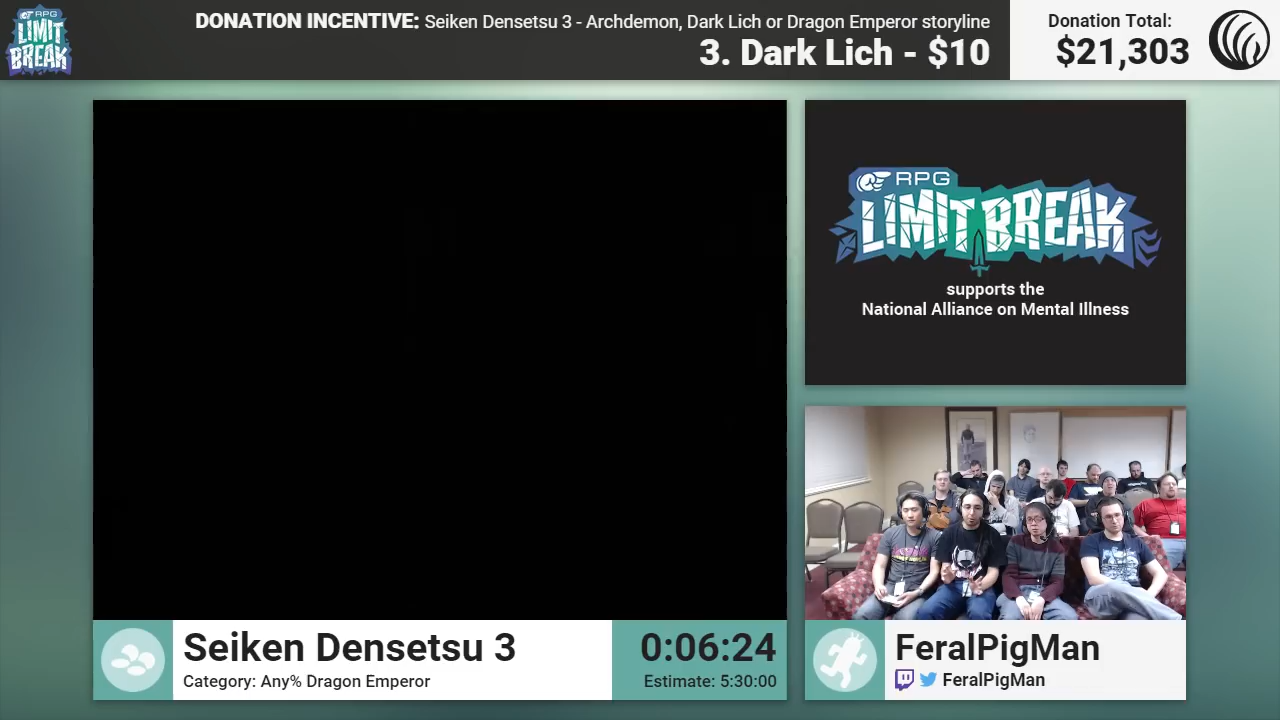 RPG
LIMIT
BREAK
DONATION INCENTIVE: Seiken Densetsu 3 - Archdemon, Dark Lich or Dragon Emperor storyline
3. Dark Lich - $10
Donation Total:
$21,303
RPG
LIMIT BREAK
supports the
National Alliance on Mental Illness
Seiken Densetsu 3
Category: Any% Dragon Emperor
0:06:24
Estimate: 5:30:00
FeralPigMan
FeralPigMan